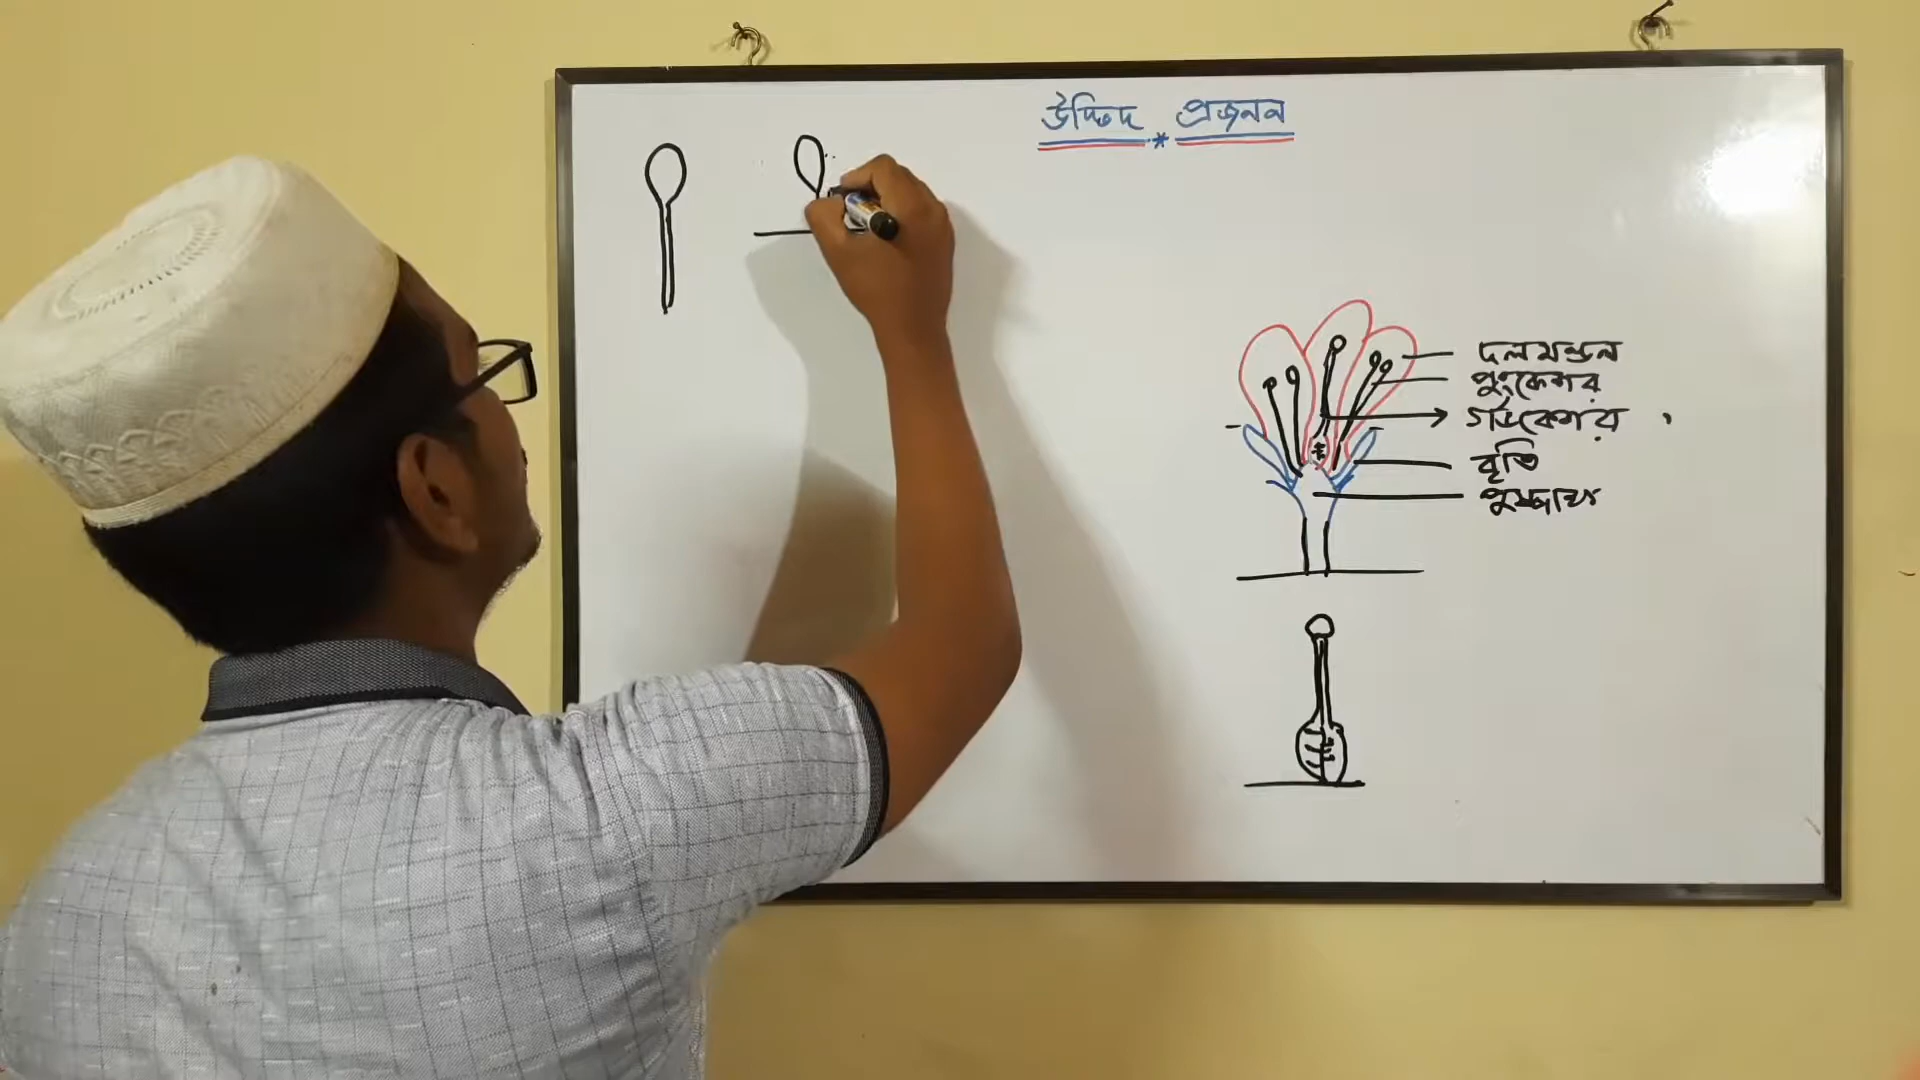 উদ্ভিদ * প্রজনন
দলমন্ডল
পুংকেশর
গর্ভকেশর
বৃতি
পুষ্পাক্ষ